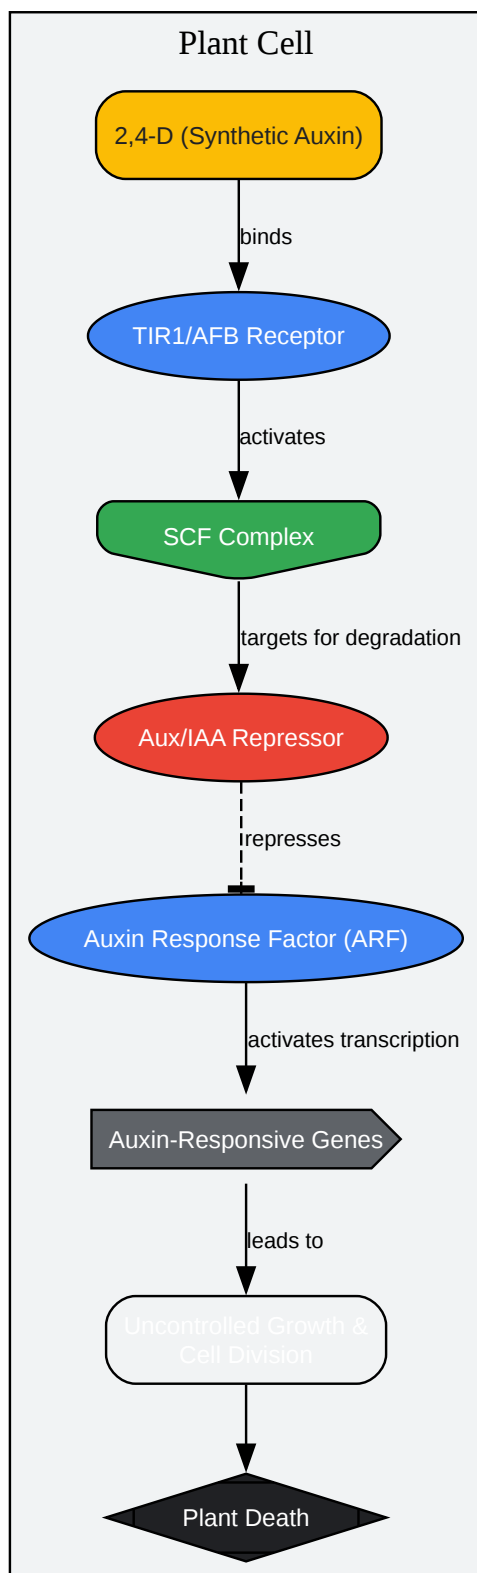 Plant Cell
2,4-D (Synthetic Auxin)
binds
TIR1/AFB Receptor
activates
SCF Complex
targets for degradation
Aux/IAA Repressor
represses
Auxin Response Factor (ARF)
activates transcription
Auxin-Responsive Genes
leads to
Uncontrolled Growth &
Cell Division
Plant Death